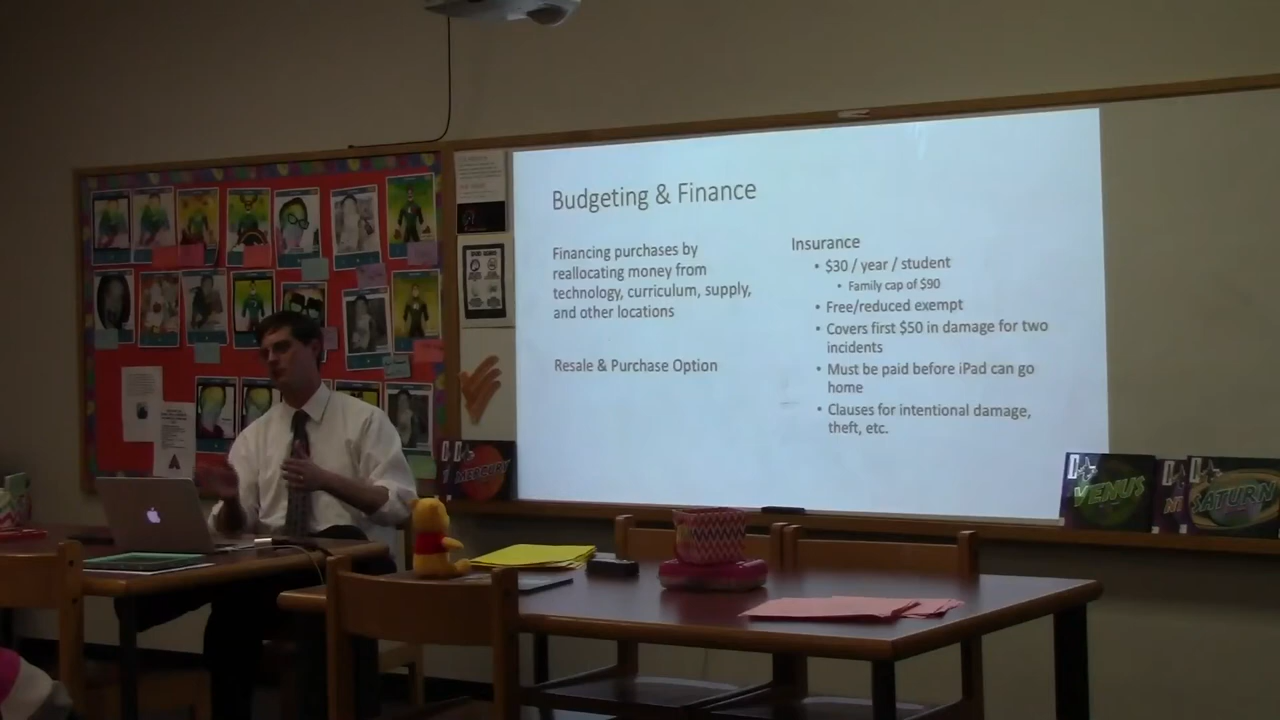 Budgeting & Finance
Financing purchases by
reallocating money from
technology, curriculum, supply,
and other locations
Resale & Purchase Option
Insurance
• $30 / year / student
• Family cap of $90
• Free/reduced exempt
• Covers first $50 in damage for two
incidents
• Must be paid before iPad can go
home
• Clauses for intentional damage,
theft, etc.
MERCURY
VENUS
SATURN